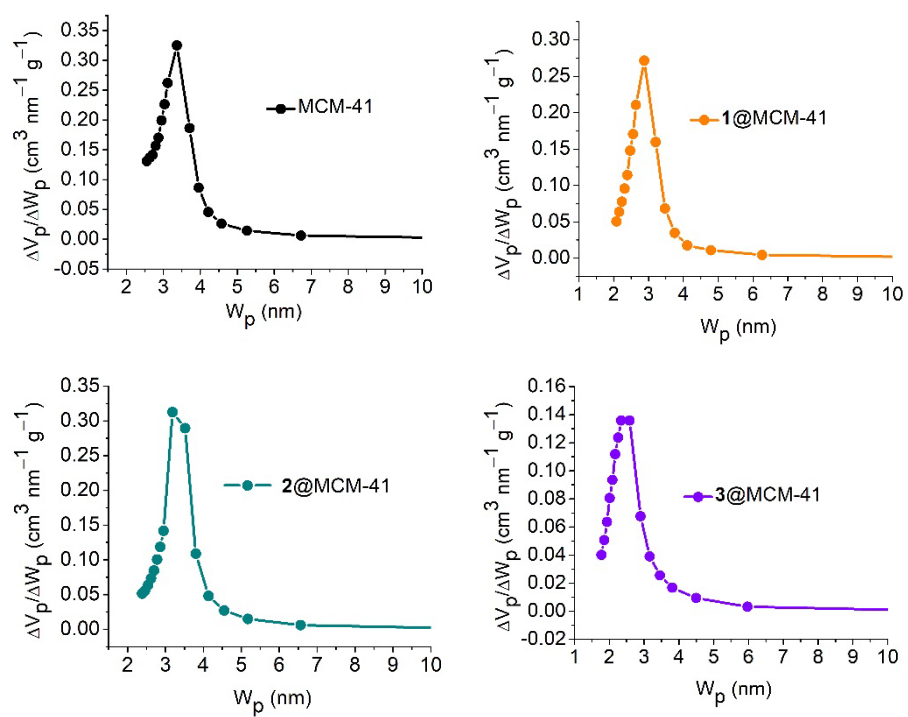 ΔVp/ΔWp (cm³ nm⁻¹ g⁻¹)
0.35
0.30
0.25
0.20
0.15
0.10
0.05
0.00
-0.05
MCM-41
2 3 4 5 6 7 8 9 10
Wp (nm)
ΔVp/ΔWp (cm³ nm⁻¹ g⁻¹)
0.30
0.25
0.20
0.15
0.10
0.05
0.00
1@MCM-41
1 2 3 4 5 6 7 8 9 10
Wp (nm)
ΔVp/ΔWp (cm³ nm⁻¹ g⁻¹)
0.35
0.30
0.25
0.20
0.15
0.10
0.05
0.00
2@MCM-41
2 3 4 5 6 7 8 9 10
Wp (nm)
ΔVp/ΔWp (cm³ nm⁻¹ g⁻¹)
0.16
0.14
0.12
0.10
0.08
0.06
0.04
0.02
0.00
-0.02
3@MCM-41
1 2 3 4 5 6 7 8 9 10
Wp (nm)